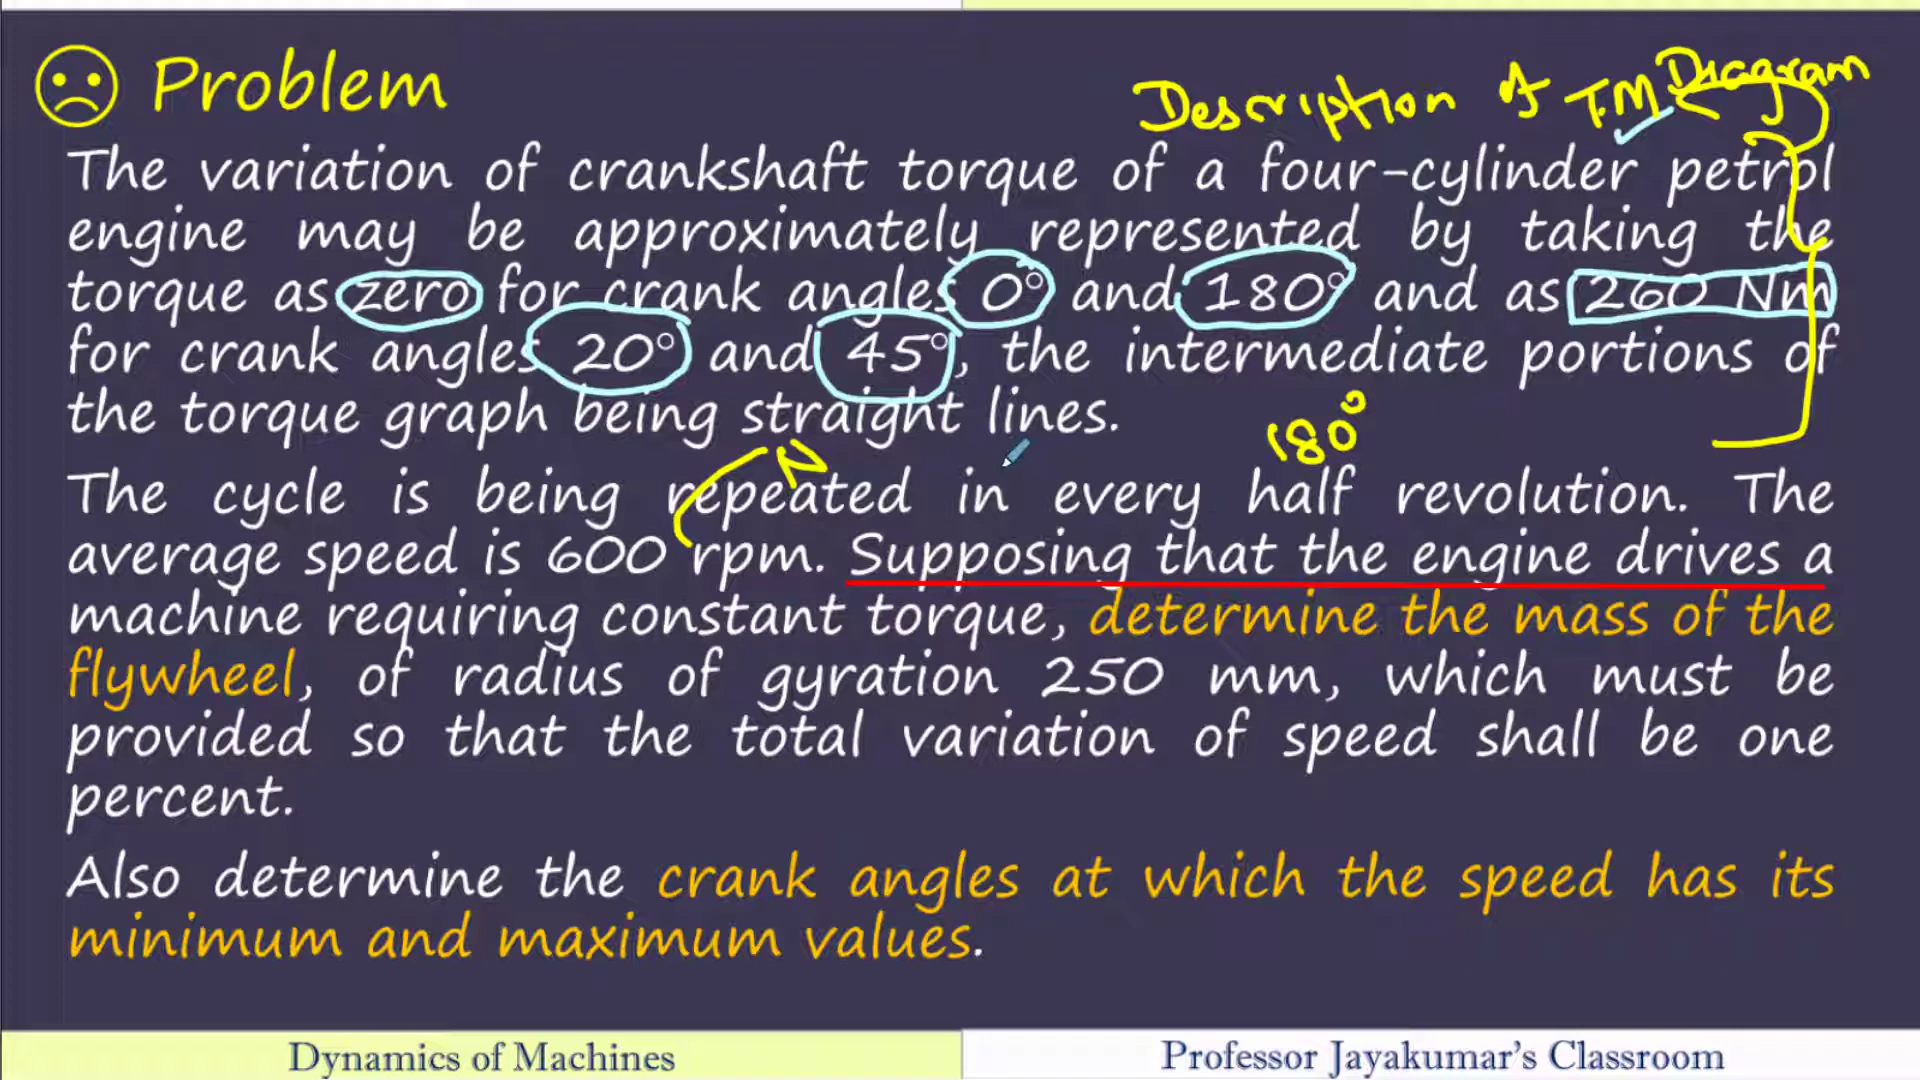 Problem
Description of T.M Diagram
The variation of crankshaft torque of a four-cylinder petrol
engine may be approximately represented by taking the
torque as zero for crank angles 0° and 180° and as 260 Nm
for crank angles 20° and 45°, the intermediate portions of
the torque graph being straight lines.
180°
N
The cycle is being repeated in every half revolution. The
average speed is 600 rpm. Supposing that the engine drives a
machine requiring constant torque, determine the mass of the
flywheel, of radius of gyration 250 mm, which must be
provided so that the total variation of speed shall be one
percent.
Also determine the crank angles at which the speed has its
minimum and maximum values.
Dynamics of Machines
Professor Jayakumar's Classroom